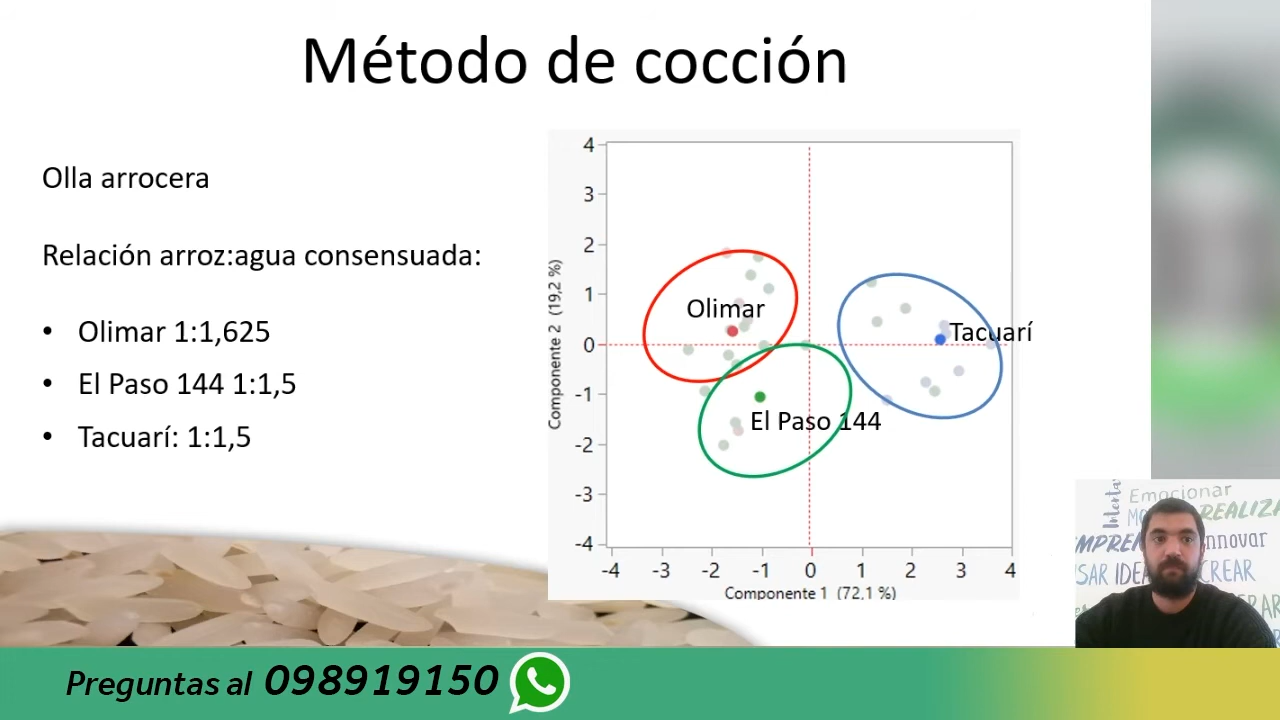 Método de cocción
Olla arrocera
Relación arroz:agua consensuada:
• Olimar 1:1,625
• El Paso 144 1:1,5
• Tacuarí: 1:1,5
4
3
2
1
0
-1
-2
-3
-4
Componente 2 (19,2 %)
Olimar
Tacuarí
El Paso 144
-4 -3 -2 -1 0 1 2 3 4
Componente 1 (72,1 %)
Emocionar
REALIZA
Innovar
IDEA
CREAR
Preguntas al 098919150